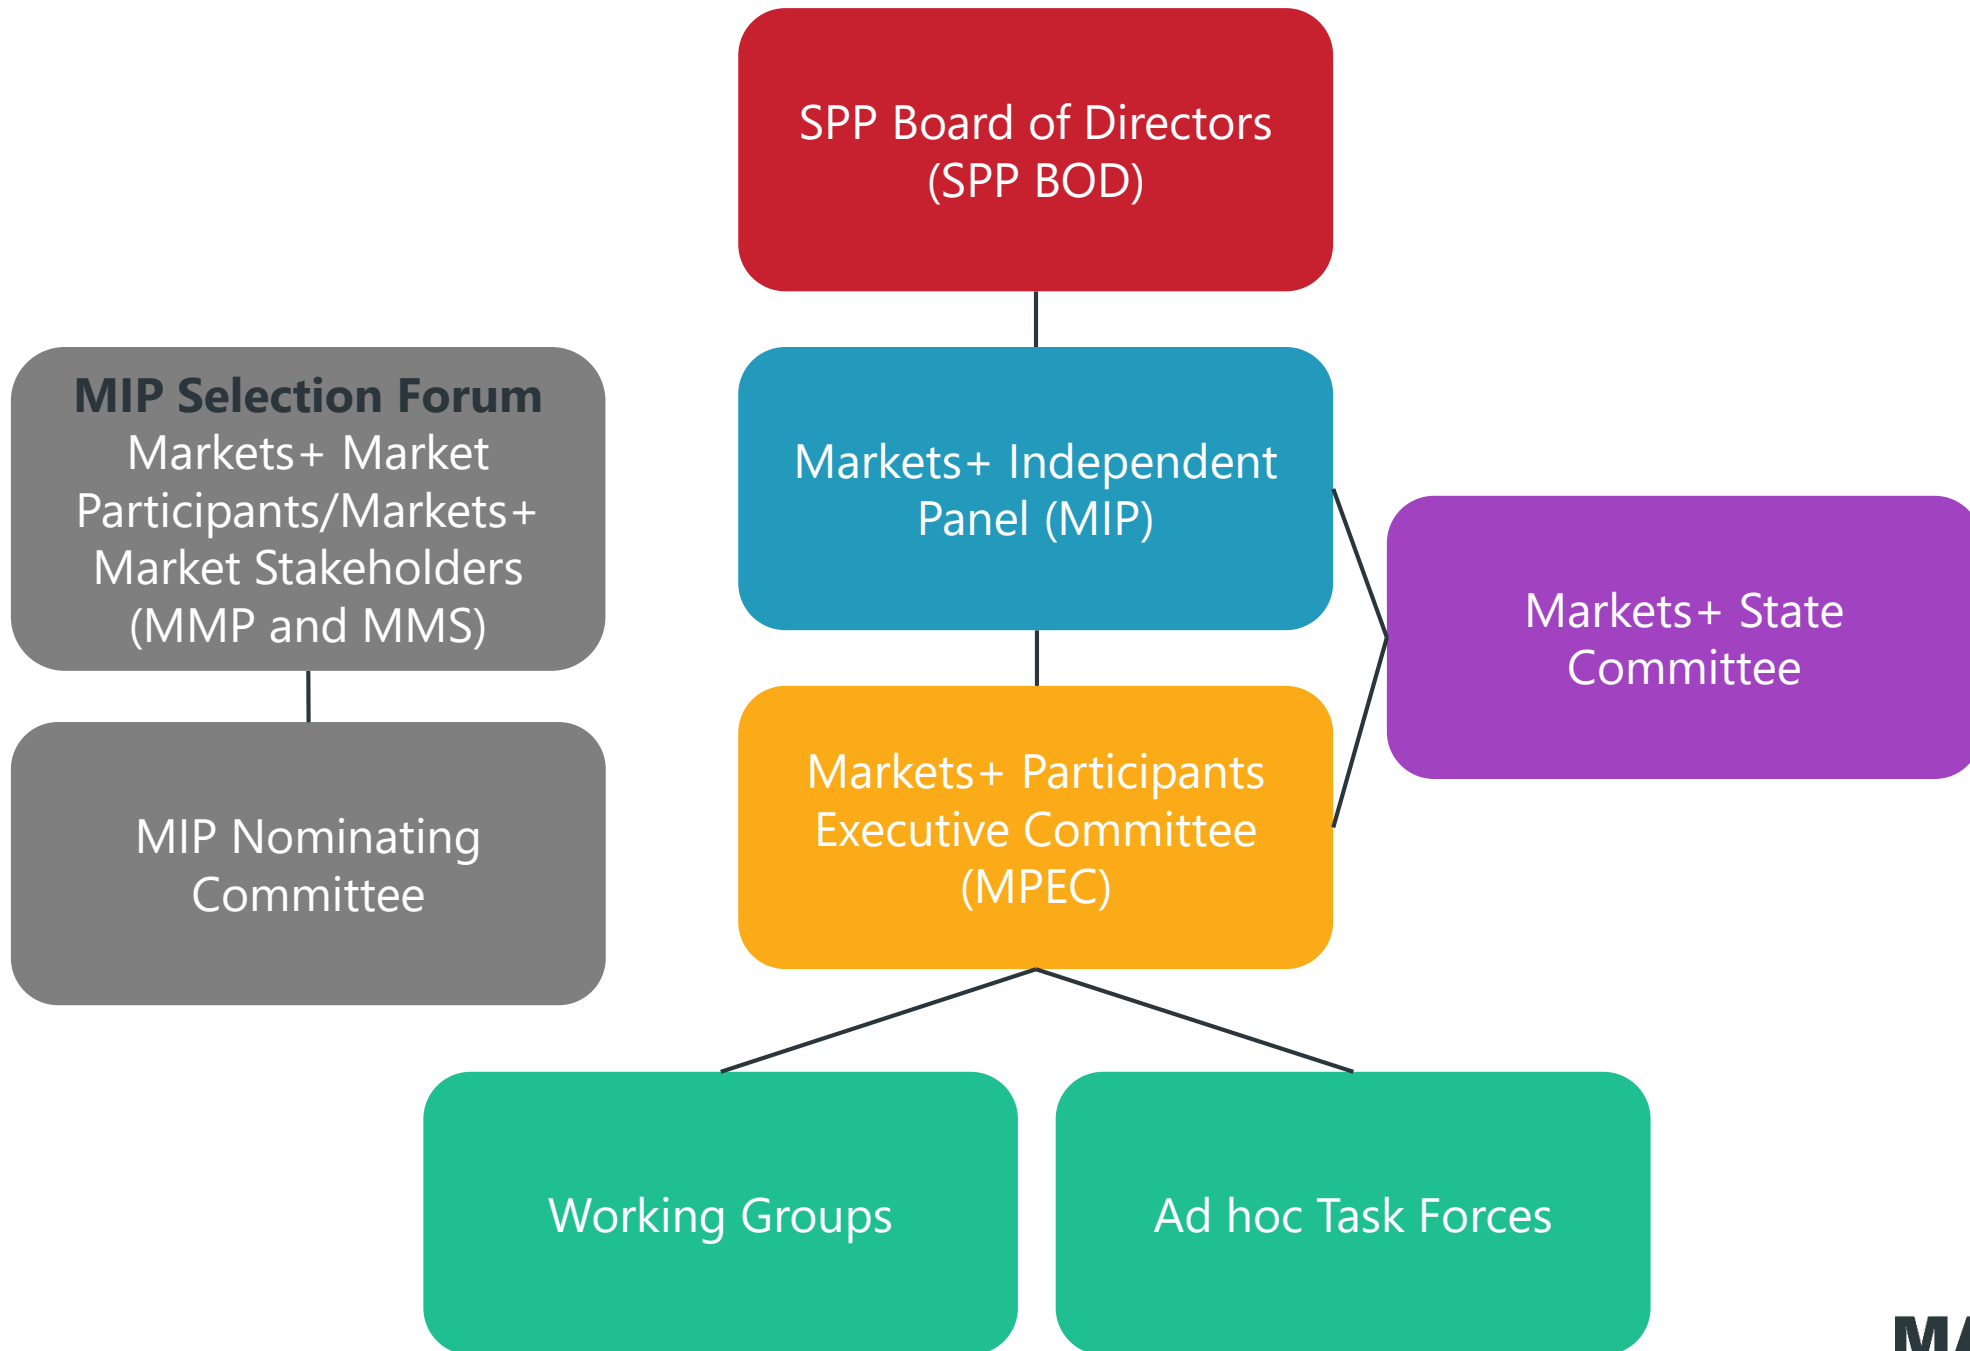 SPP Board of Directors
(SPP BOD)
MIP Selection Forum
Markets+ Market
Participants/Markets+
Market Stakeholders
(MMP and MMS)
Markets+ Independent
Panel (MIP)
Markets+ State
Committee
MIP Nominating
Committee
Markets+ Participants
Executive Committee
(MPEC)
Working Groups
Ad hoc Task Forces